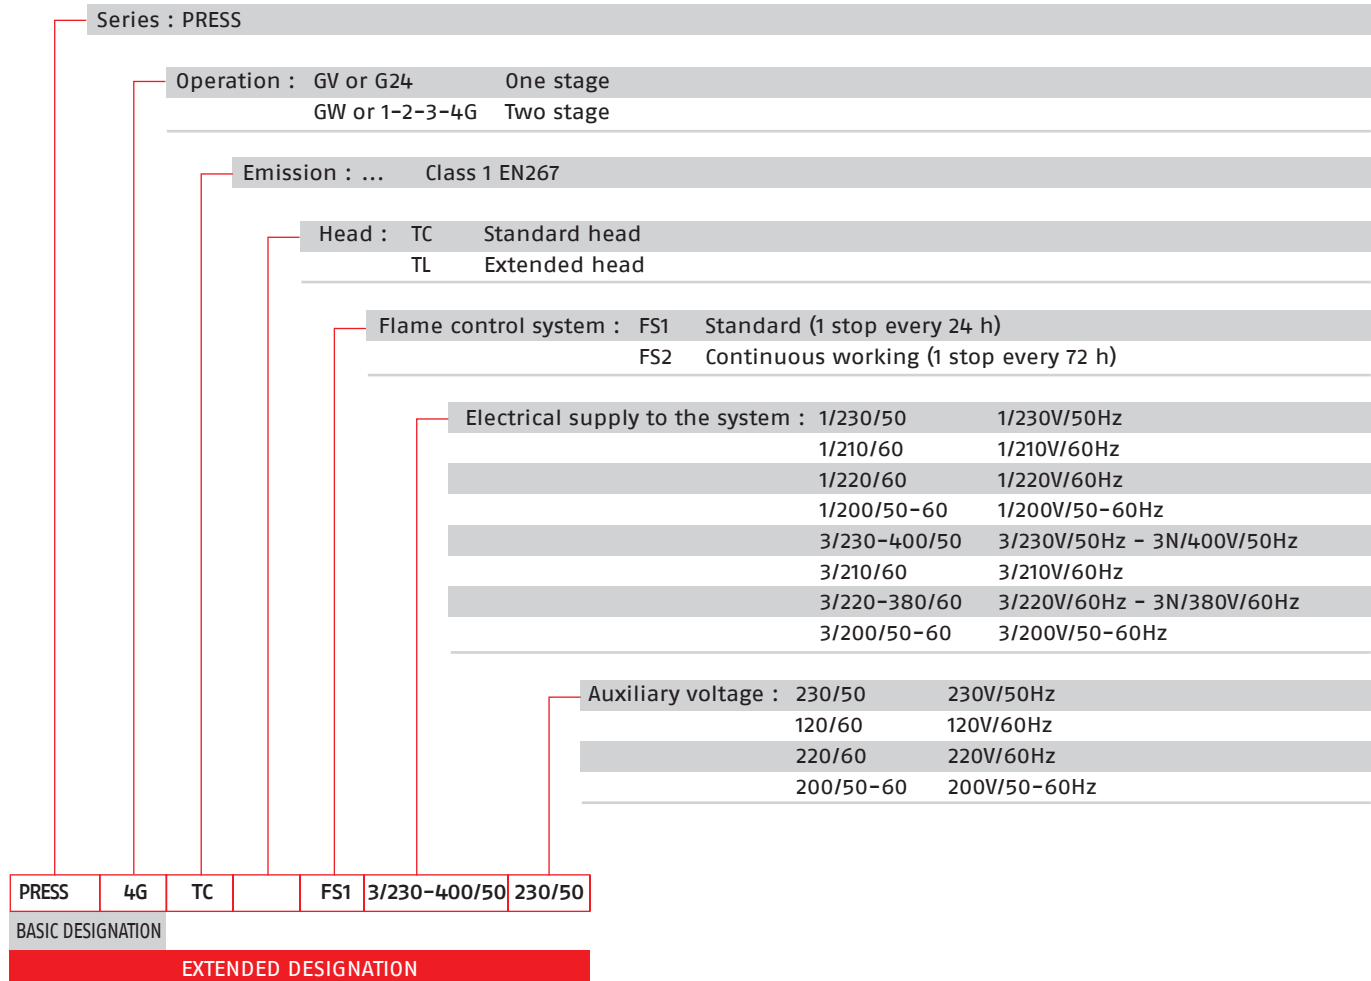 Series : PRESS
Operation : GV or G24 One stage
GW or 1-2-3-4G Two stage
Emission : ... Class 1 EN267
Head : TC Standard head
TL Extended head
Flame control system : FS1 Standard (1 stop every 24 h)
FS2 Continuous working (1 stop every 72 h)
Electrical supply to the system : 1/230/50 1/230V/50Hz
1/210/60 1/210V/60Hz
1/220/60 1/220V/60Hz
1/200/50-60 1/200V/50-60Hz
3/230-400/50 3/230V/50Hz - 3N/400V/50Hz
3/210/60 3/210V/60Hz
3/220-380/60 3/220V/60Hz - 3N/380V/60Hz
3/200/50-60 3/200V/50-60Hz
Auxiliary voltage : 230/50 230V/50Hz
120/60 120V/60Hz
220/60 220V/60Hz
200/50-60 200V/50-60Hz
PRESS 4G TC FS1 3/230-400/50 230/50
BASIC DESIGNATION
EXTENDED DESIGNATION